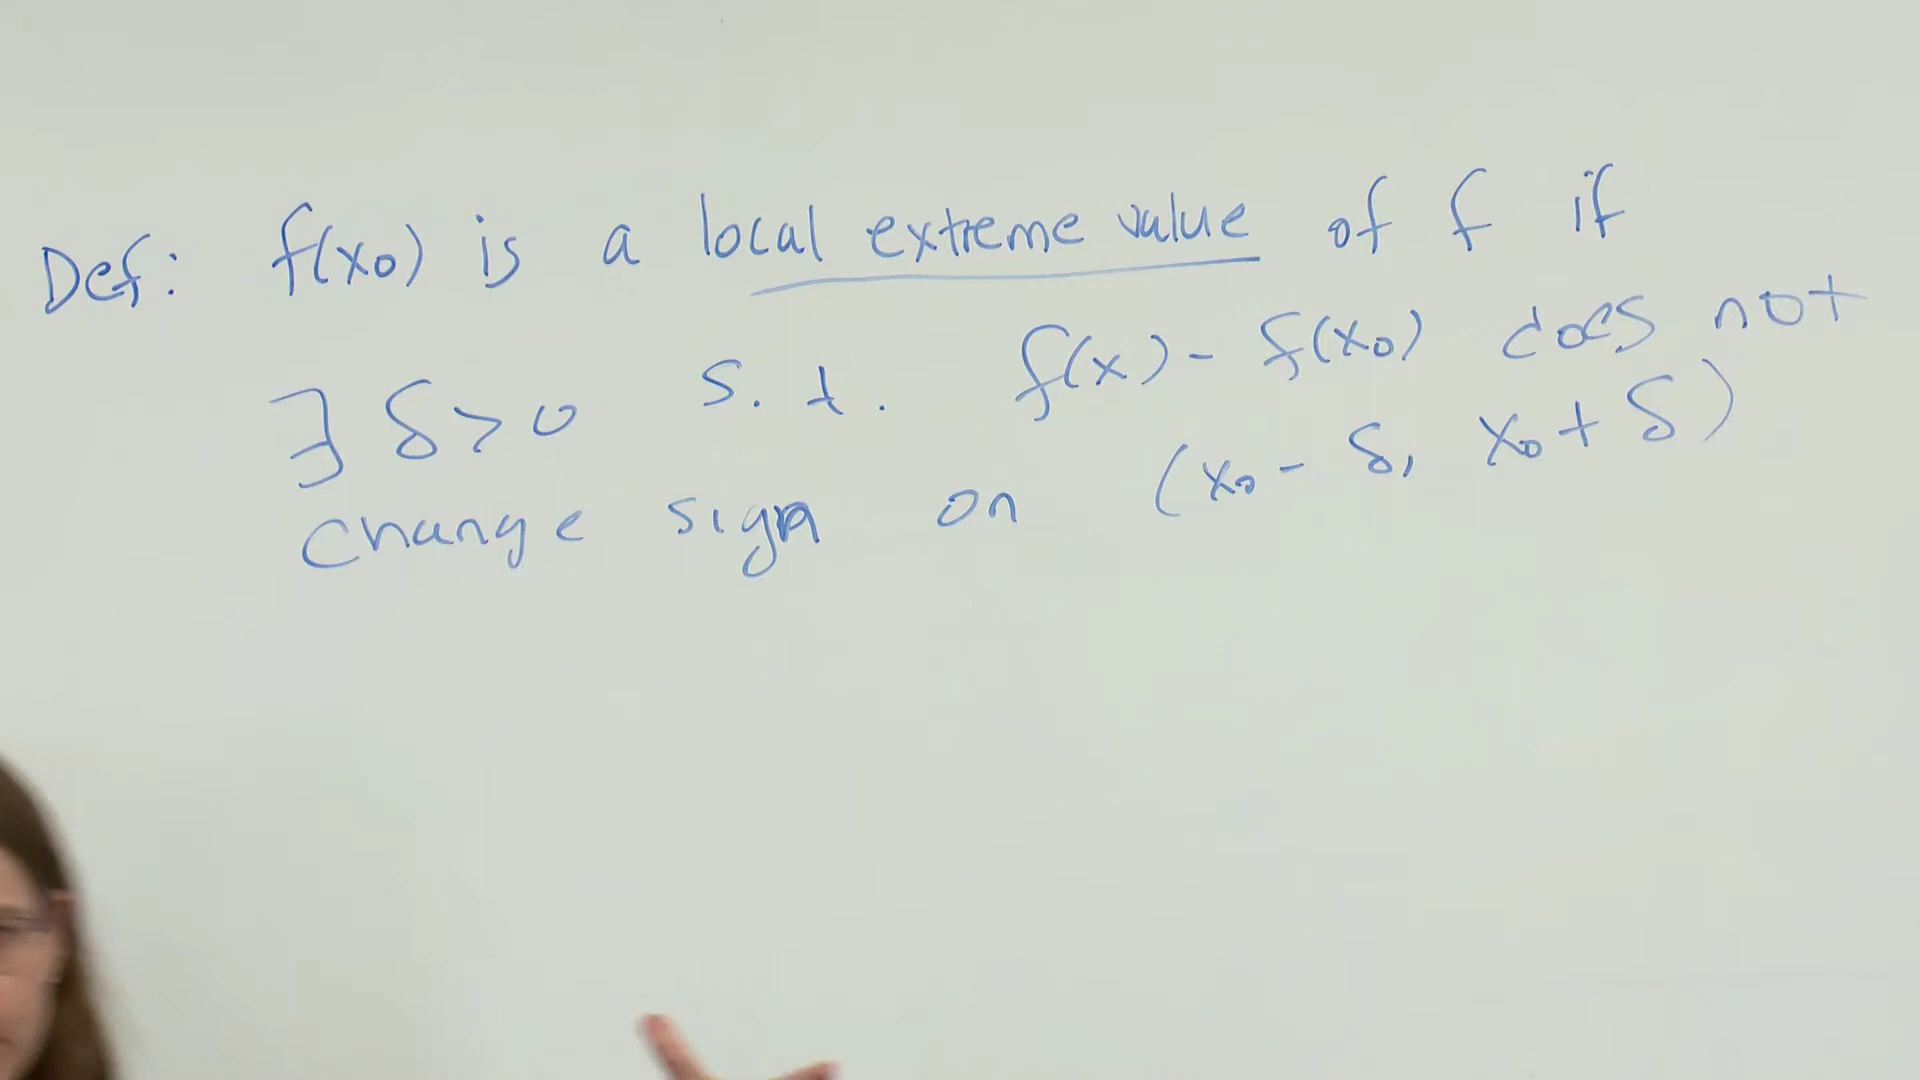 Def: f(x₀) is a local extreme value of f if
∃ δ>0 s.t. f(x) - f(x₀) does not
change sign on (x₀ - δ, x₀ + δ)